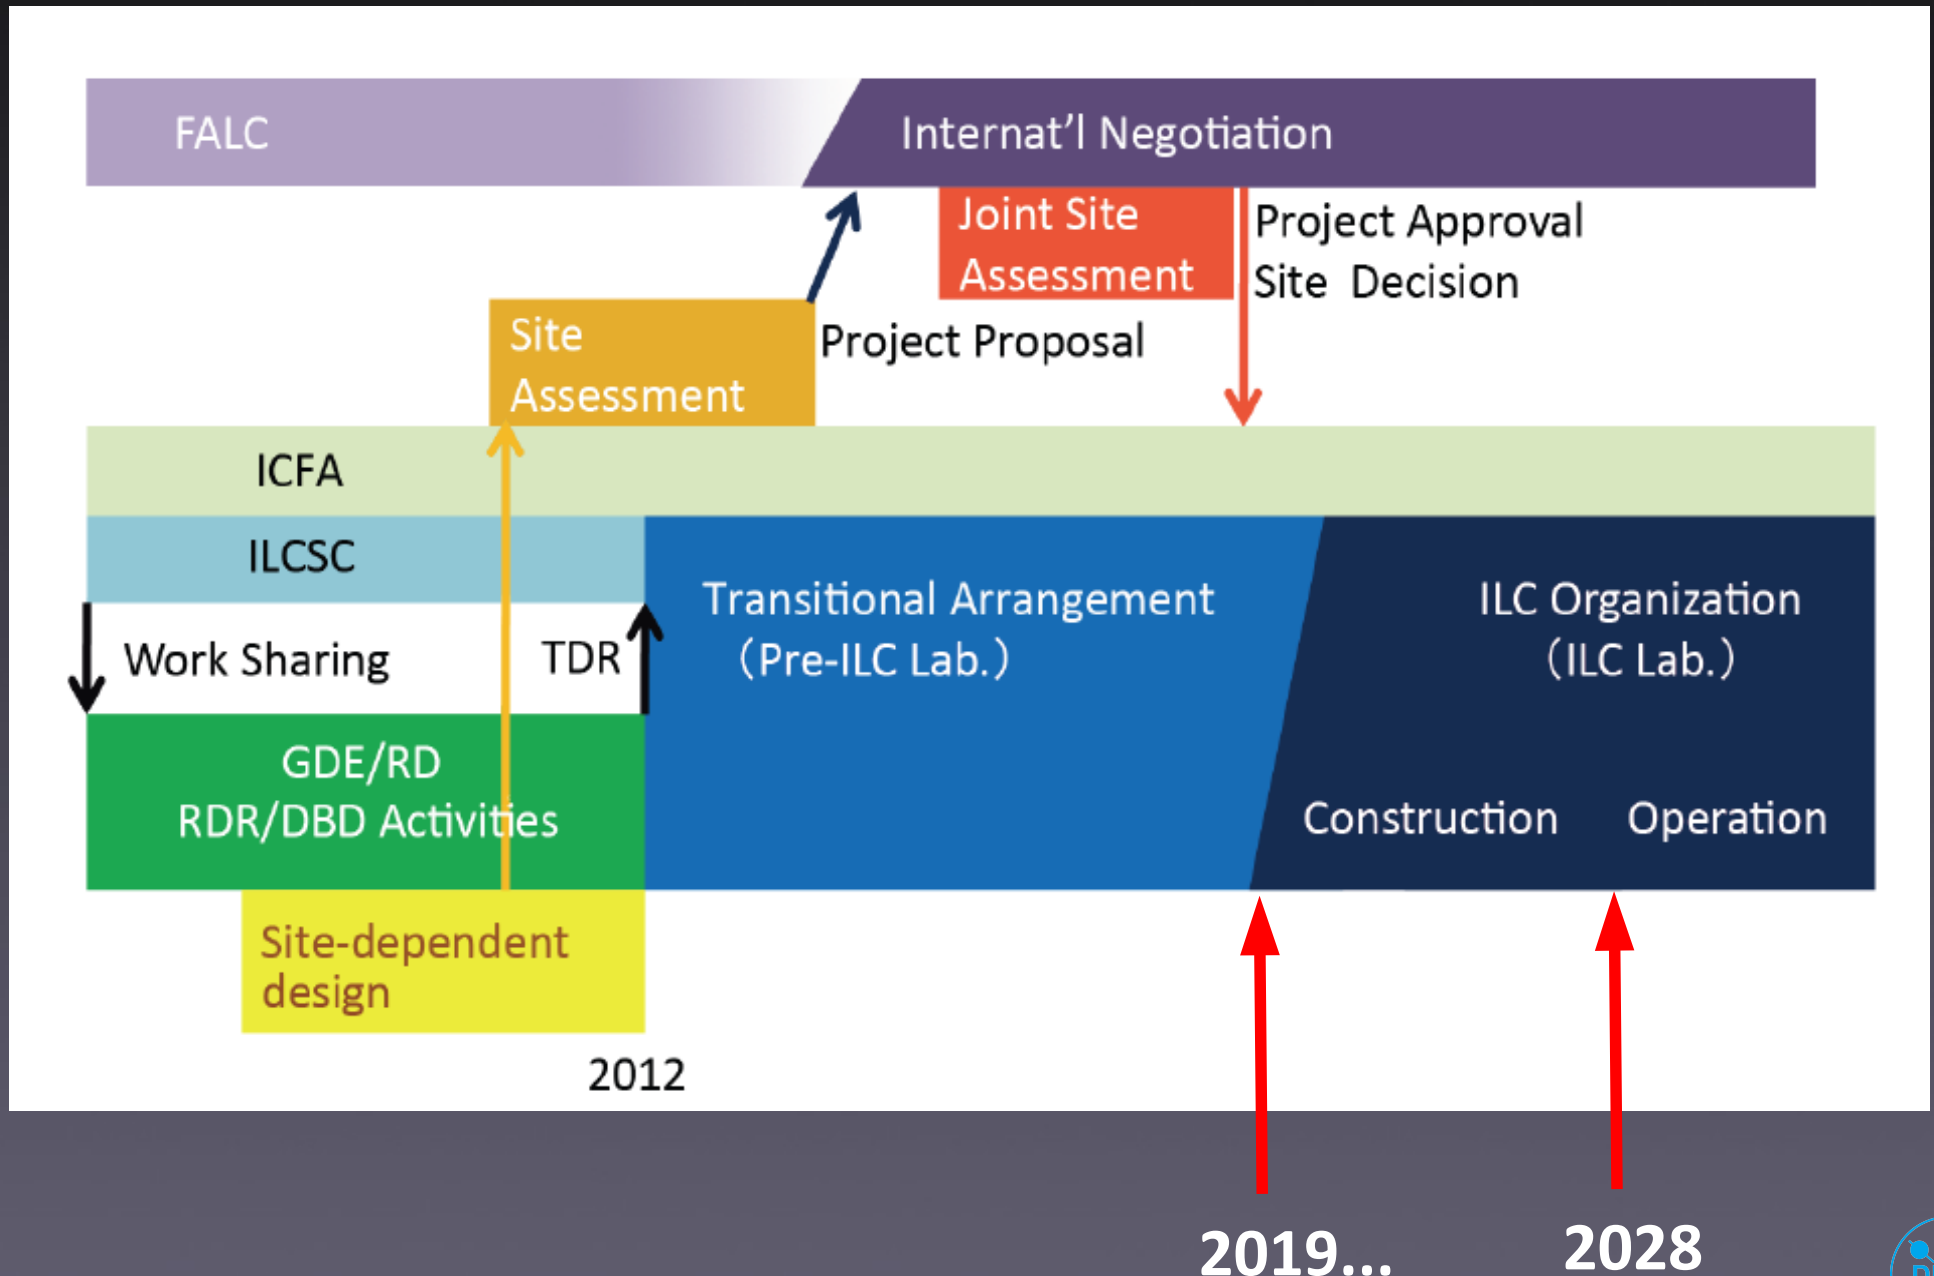 FALC
Internat'l Negotiation
Joint Site
Assessment
Project Approval
Site Decision
Site
Assessment
Project Proposal
ICFA
ILCSC
Work Sharing
TDR
Transitional Arrangement
(Pre-ILC Lab.)
ILC Organization
(ILC Lab.)
GDE/RD
RDR/DBD Activities
Construction
Operation
Site-dependent
design
2012
2019...
2028